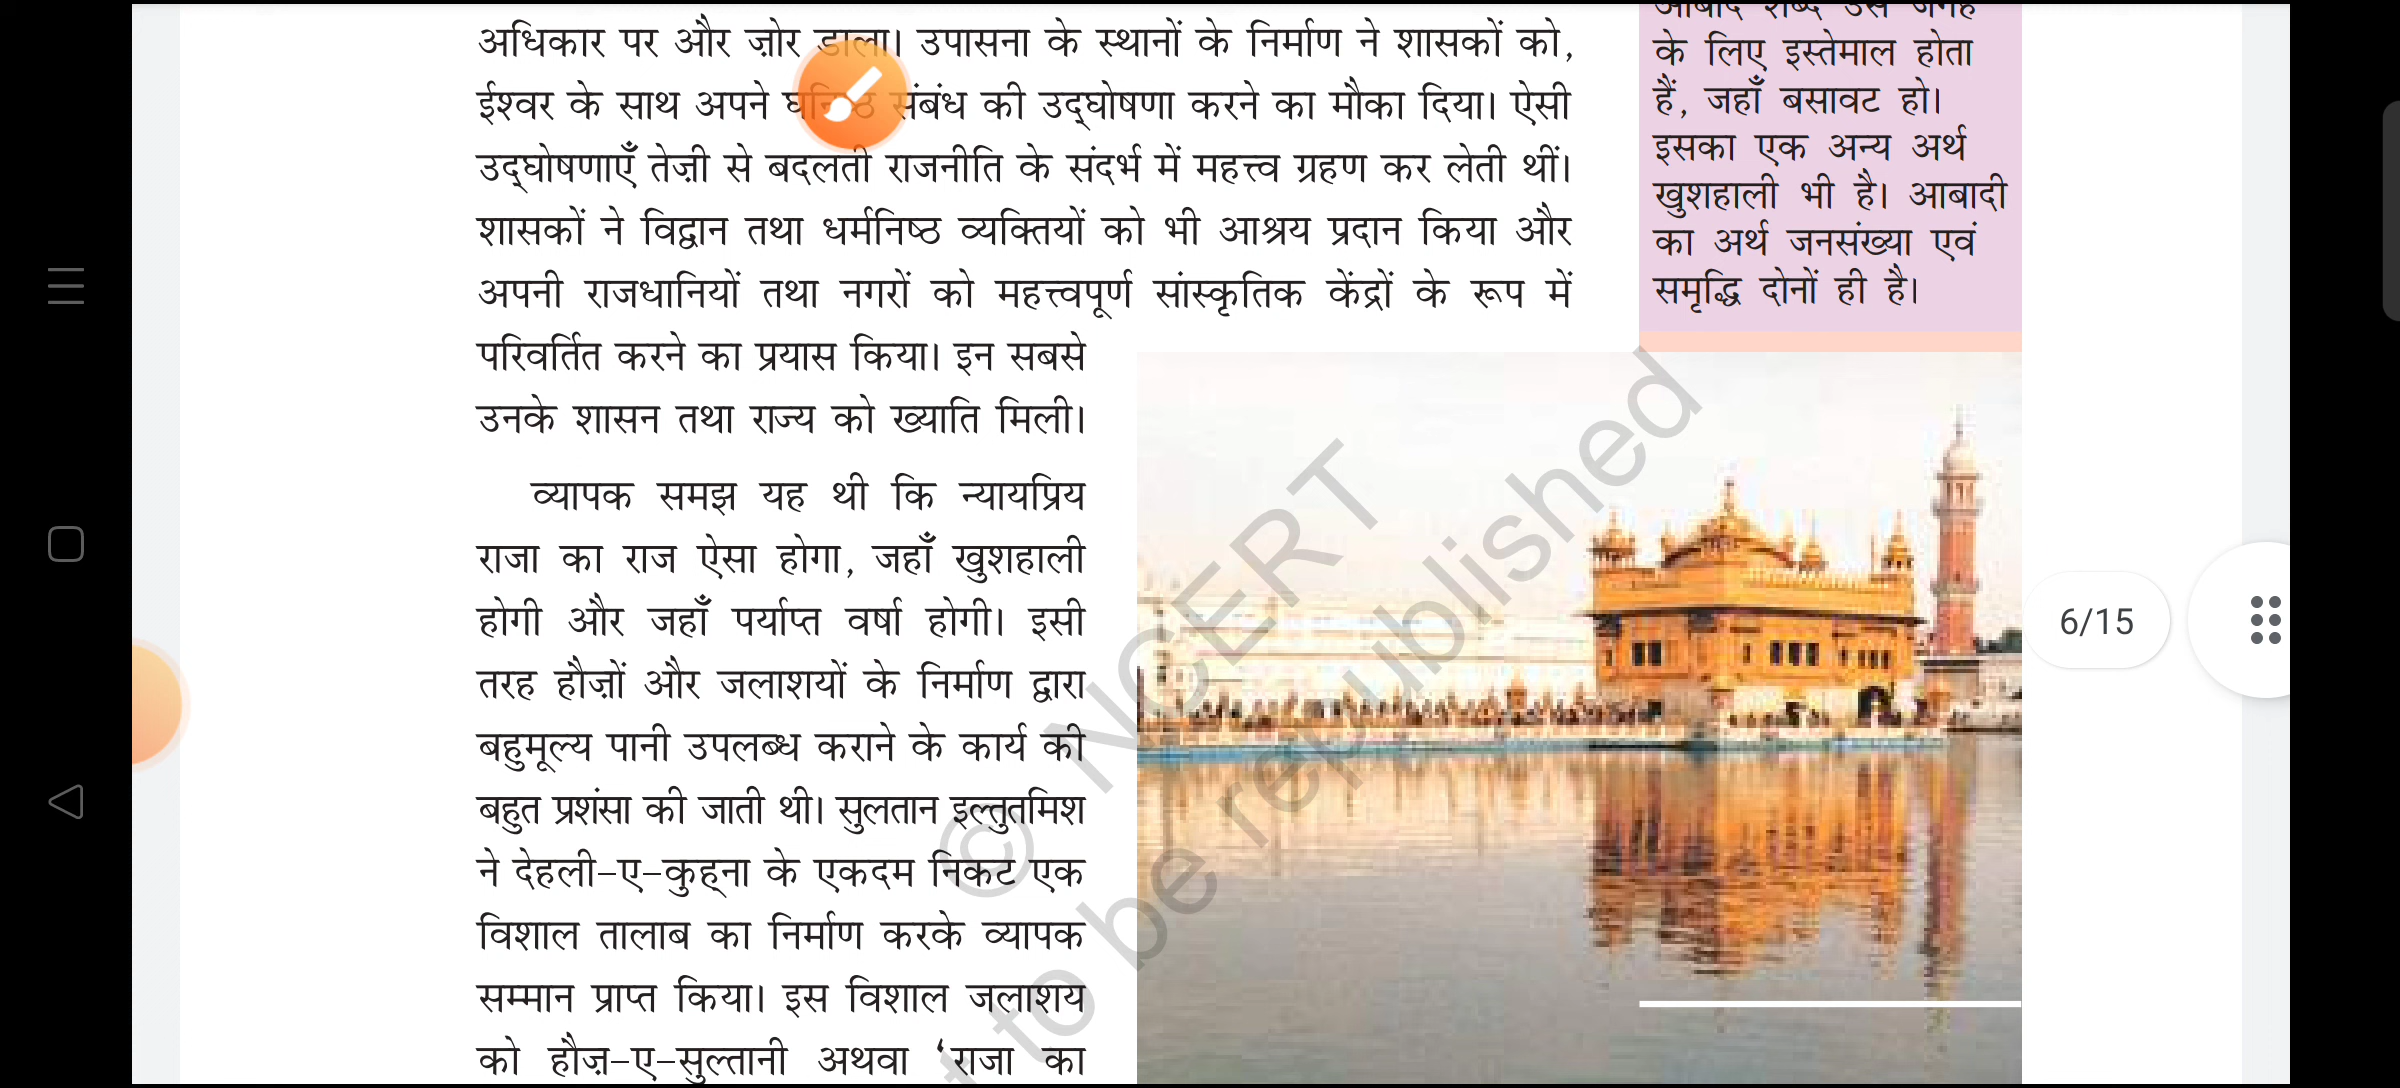 अधिकार पर और ज़ोर डाला। उपासना के स्थानों के निर्माण ने शासकों को,
ईश्वर के साथ अपने घनिष्ठ संबंध की उद्‌घोषणा करने का मौका दिया। ऐसी
उद्‌घोषणाएँ तेज़ी से बदलती राजनीति के संदर्भ में महत्त्व ग्रहण कर लेती थीं।
शासकों ने विद्वान तथा धर्मनिष्ठ व्यक्तियों को भी आश्रय प्रदान किया और
अपनी राजधानियों तथा नगरों को महत्त्वपूर्ण सांस्कृतिक केंद्रों के रूप में
परिवर्तित करने का प्रयास किया। इन सबसे
उनके शासन तथा राज्य को ख्याति मिली।
व्यापक समझ यह थी कि न्यायप्रिय
राजा का राज ऐसा होगा, जहाँ खुशहाली
होगी और जहाँ पर्याप्त वर्षा होगी। इसी
तरह हौज़ों और जलाशयों के निर्माण द्वारा
बहुमूल्य पानी उपलब्ध कराने के कार्य की
बहुत प्रशंसा की जाती थी। सुलतान इल्तुतमिश
ने देहली-ए-कुह्‌ना के एकदम निकट एक
विशाल तालाब का निर्माण करके व्यापक
सम्मान प्राप्त किया। इस विशाल जलाशय
को हौज़-ए-सुल्तानी अथवा ‘राजा का
आबाद शब्द उस जगह
के लिए इस्तेमाल होता
हैं, जहाँ बसावट हो।
इसका एक अन्य अर्थ
खुशहाली भी है। आबादी
का अर्थ जनसंख्या एवं
समृद्धि दोनों ही है।
© NCERT
to be republished
6/15